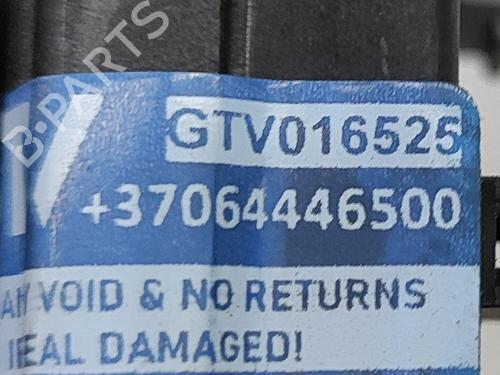 B-PARTS
GTV016525
+37064446500
VOID & NO RETURNS
DAMAGED!